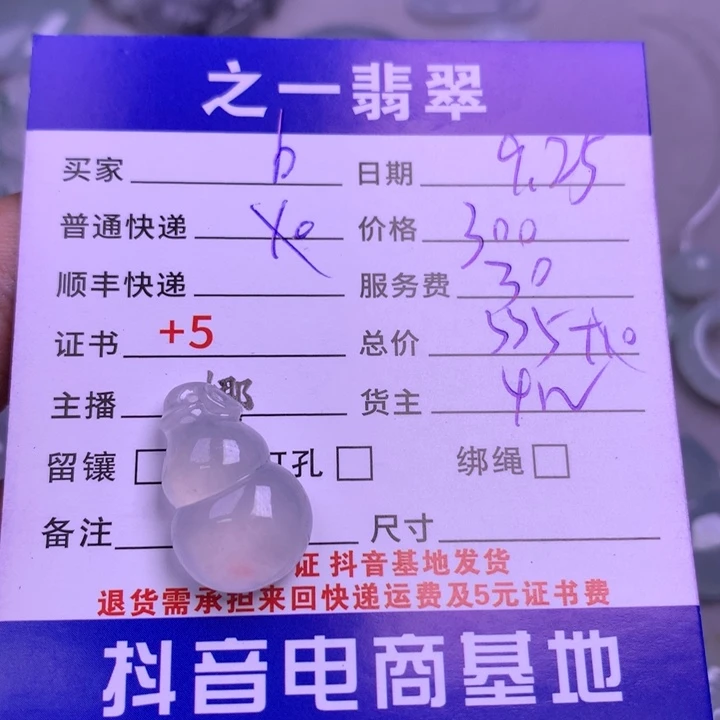 之一翡翠
买家 b 日期 9.25
普通快递 价格 300
顺丰快递 服务费 30
证书 +5 总价 335
主播 货主
留镶 孔 绑绳
备注 尺寸
证 抖音基地发货
退货需承担来回快递运费及5元证书费
抖音电商基地